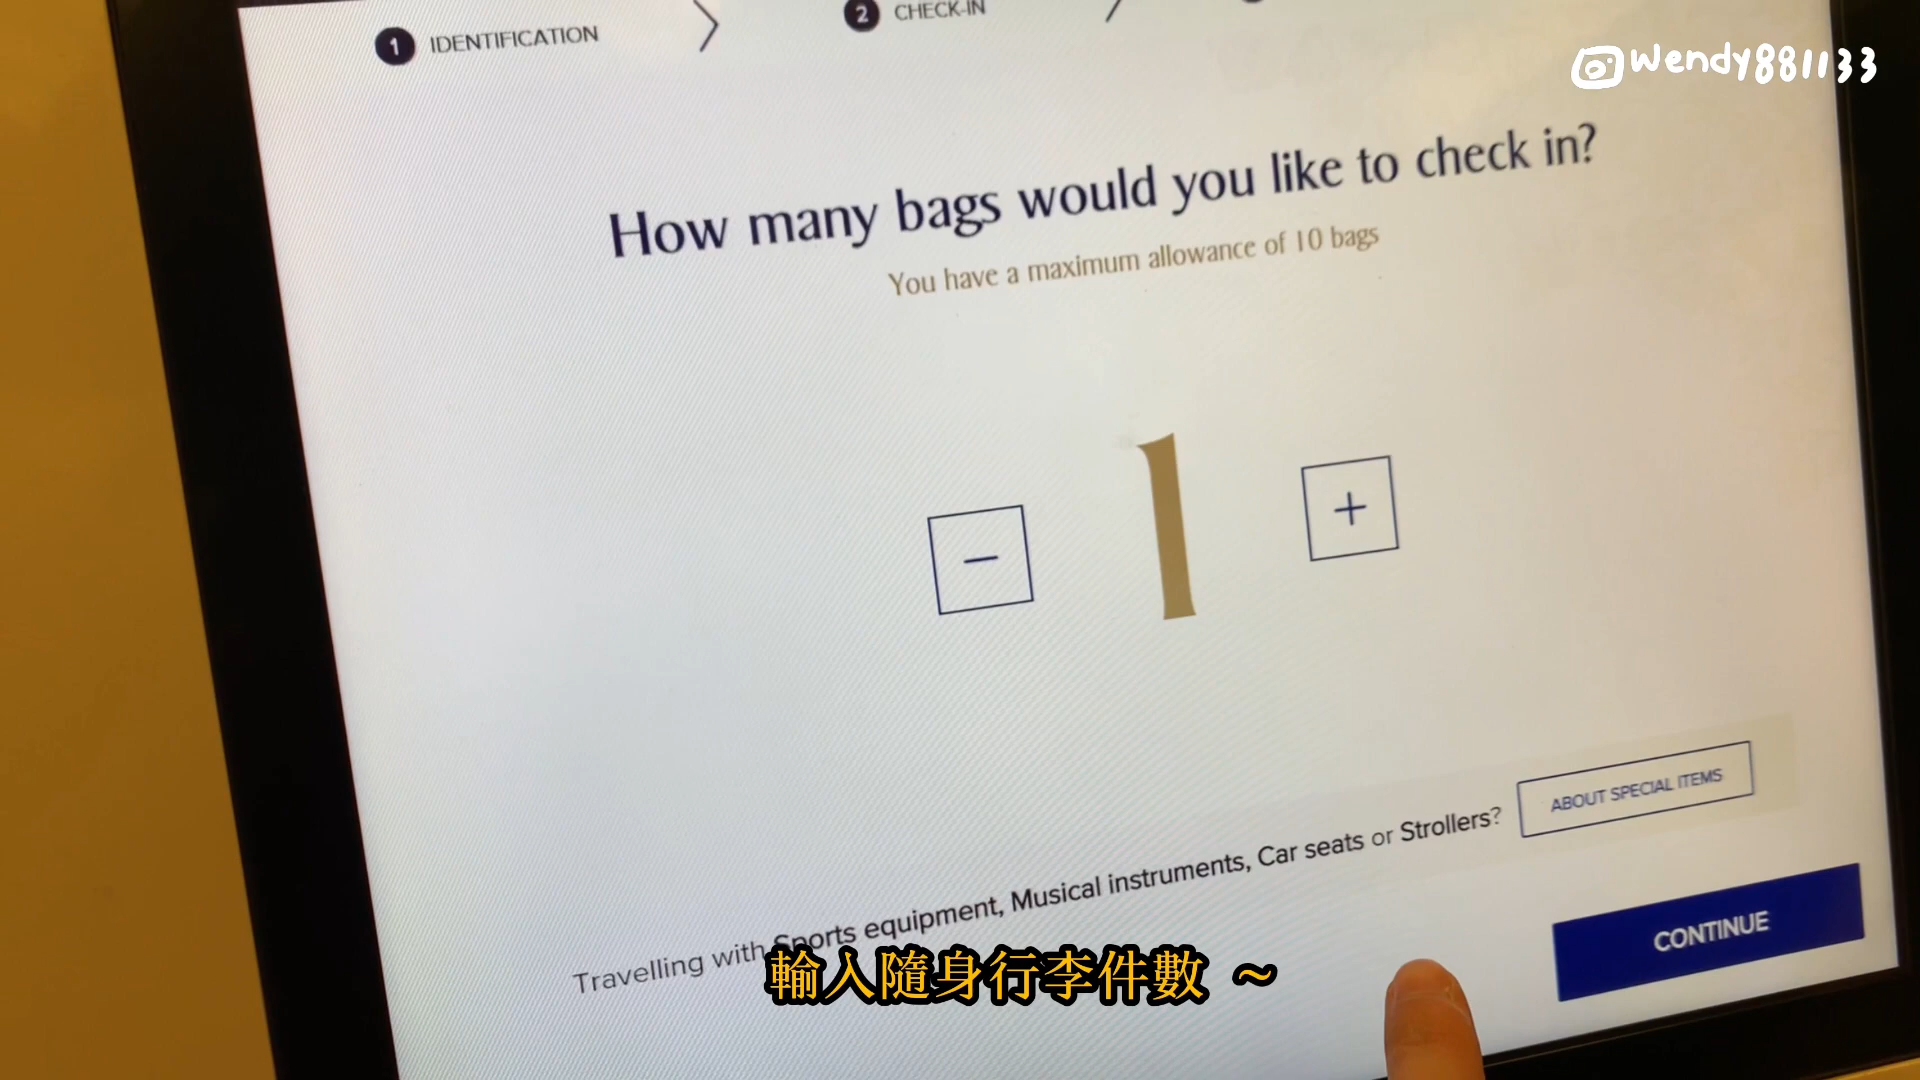 1 IDENTIFICATION
2 CHECK-IN
@wendy881133
How many bags would you like to check in?
You have a maximum allowance of 10 bags
− 1 +
Travelling with Sports equipment, Musical instruments, Car seats or Strollers?
ABOUT SPECIAL ITEMS
CONTINUE
輸入隨身行李件數 ~